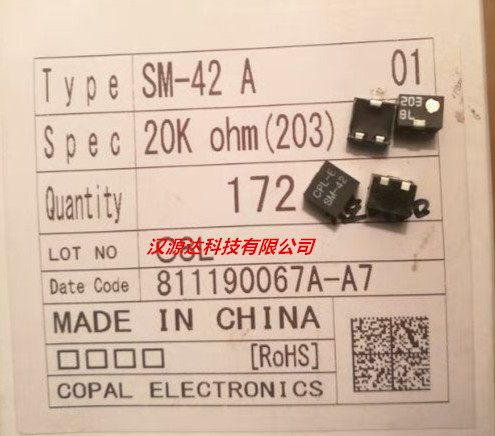 Type SM-42 A 01
Spec 20K ohm(203)
203
8L
Quantity 172
CPL-E
SM-42
汉源达科技有限公司
LOT NO
Date Code 811190067A-A7
MADE IN CHINA
□□□□ [RoHS]
COPAL ELECTRONICS